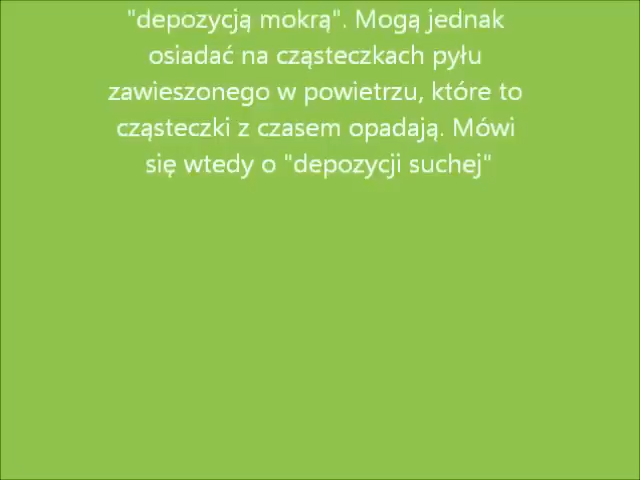 "depozycją mokrą". Mogą jednak
osiadać na cząsteczkach pyłu
zawieszonego w powietrzu, które to
cząsteczki z czasem opadają. Mówi
się wtedy o "depozycji suchej"